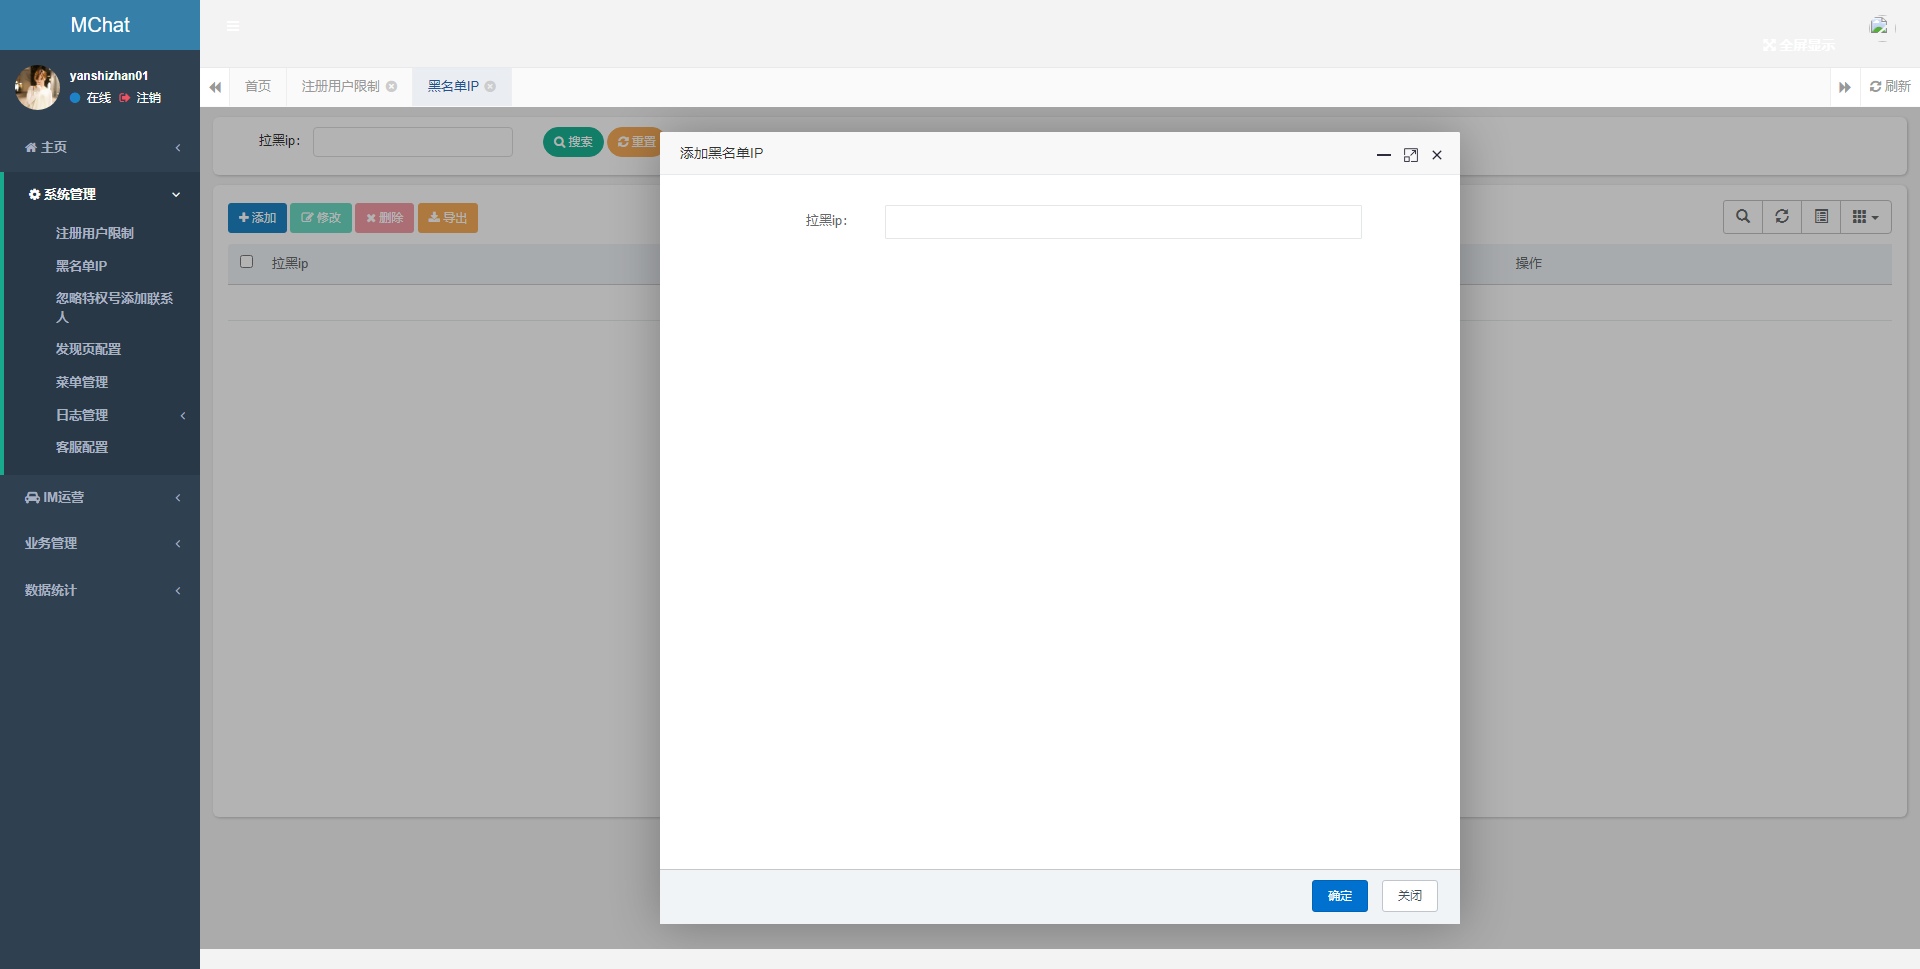 MChat
yanshizhan01
在线 注销
主页
系统管理
注册用户限制
黑名单IP
忽略特权号添加联系
人
发现页配置
菜单管理
日志管理
客服配置
IM运营
业务管理
数据统计
全屏显示
首页 注册用户限制 黑名单IP 刷新
拉黑ip: 搜索 重置
添加 修改 删除 导出
拉黑ip 操作
添加黑名单IP
拉黑ip:
确定 关闭